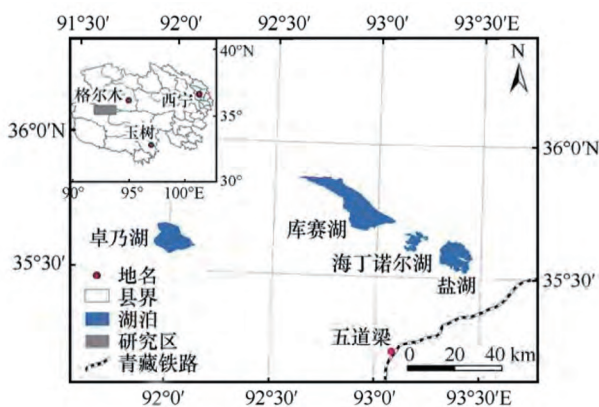 91°30′ 92°0′ 92°30′ 93°0′ 93°30′E
40°N
N
格尔木
西宁
35°
36°0′N
玉树
36°0′N
30°
90° 95° 100°E
卓乃湖
库赛湖
海丁诺尔湖
盐湖
35°30′
35°30′
地名
县界
湖泊
研究区
青藏铁路
五道梁
0 20 40 km
92°0′ 92°30′ 93°0′ 93°30′E